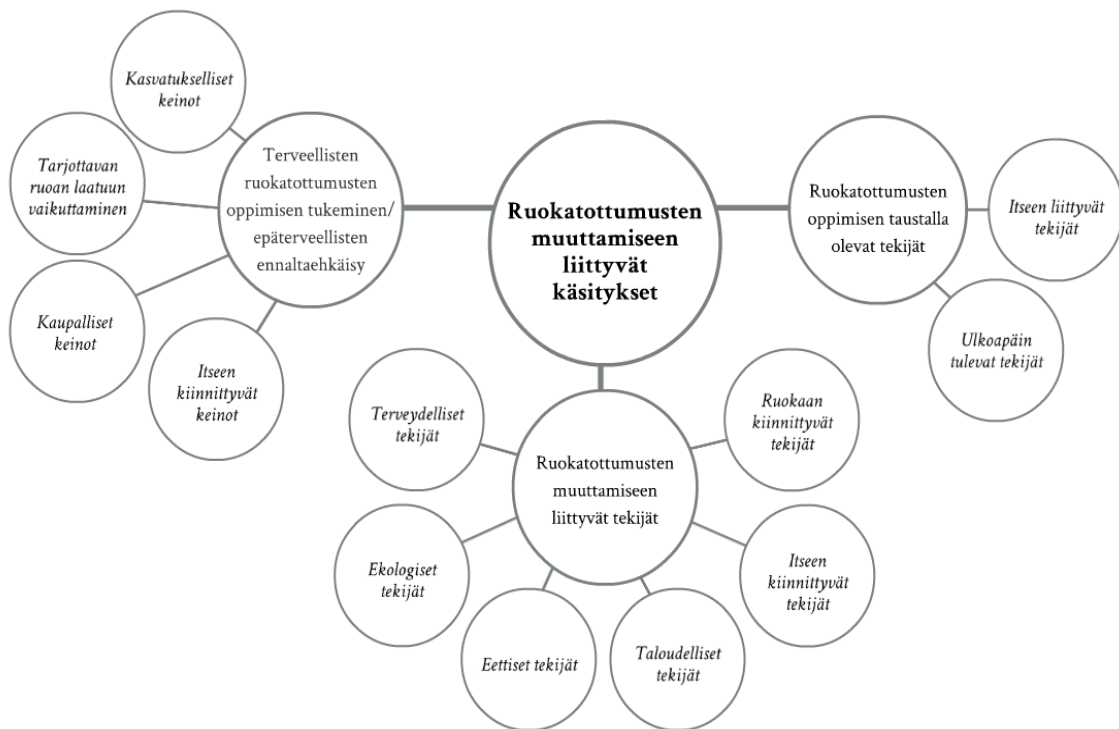 Ruokatottumusten
muuttamiseen
liittyvät
käsitykset
Terveellisten
ruokatottumusten
oppimisen tukeminen/
epäterveellisten
ennaltaehkäisy
Kasvatukselliset
keinot
Tarjottavan
ruoan laatuun
vaikuttaminen
Kaupalliset
keinot
Itseen
kiinnittyvät
keinot
Ruokatottumusten
oppimisen taustalla
olevat tekijät
Itseen liittyvät
tekijät
Ulkoapäin
tulevat tekijät
Ruokatottumusten
muuttamiseen
liittyvät tekijät
Terveydelliset
tekijät
Ekologiset
tekijät
Eettiset tekijät
Taloudelliset
tekijät
Itseen
kiinnittyvät
tekijät
Ruokaan
kiinnittyvät
tekijät